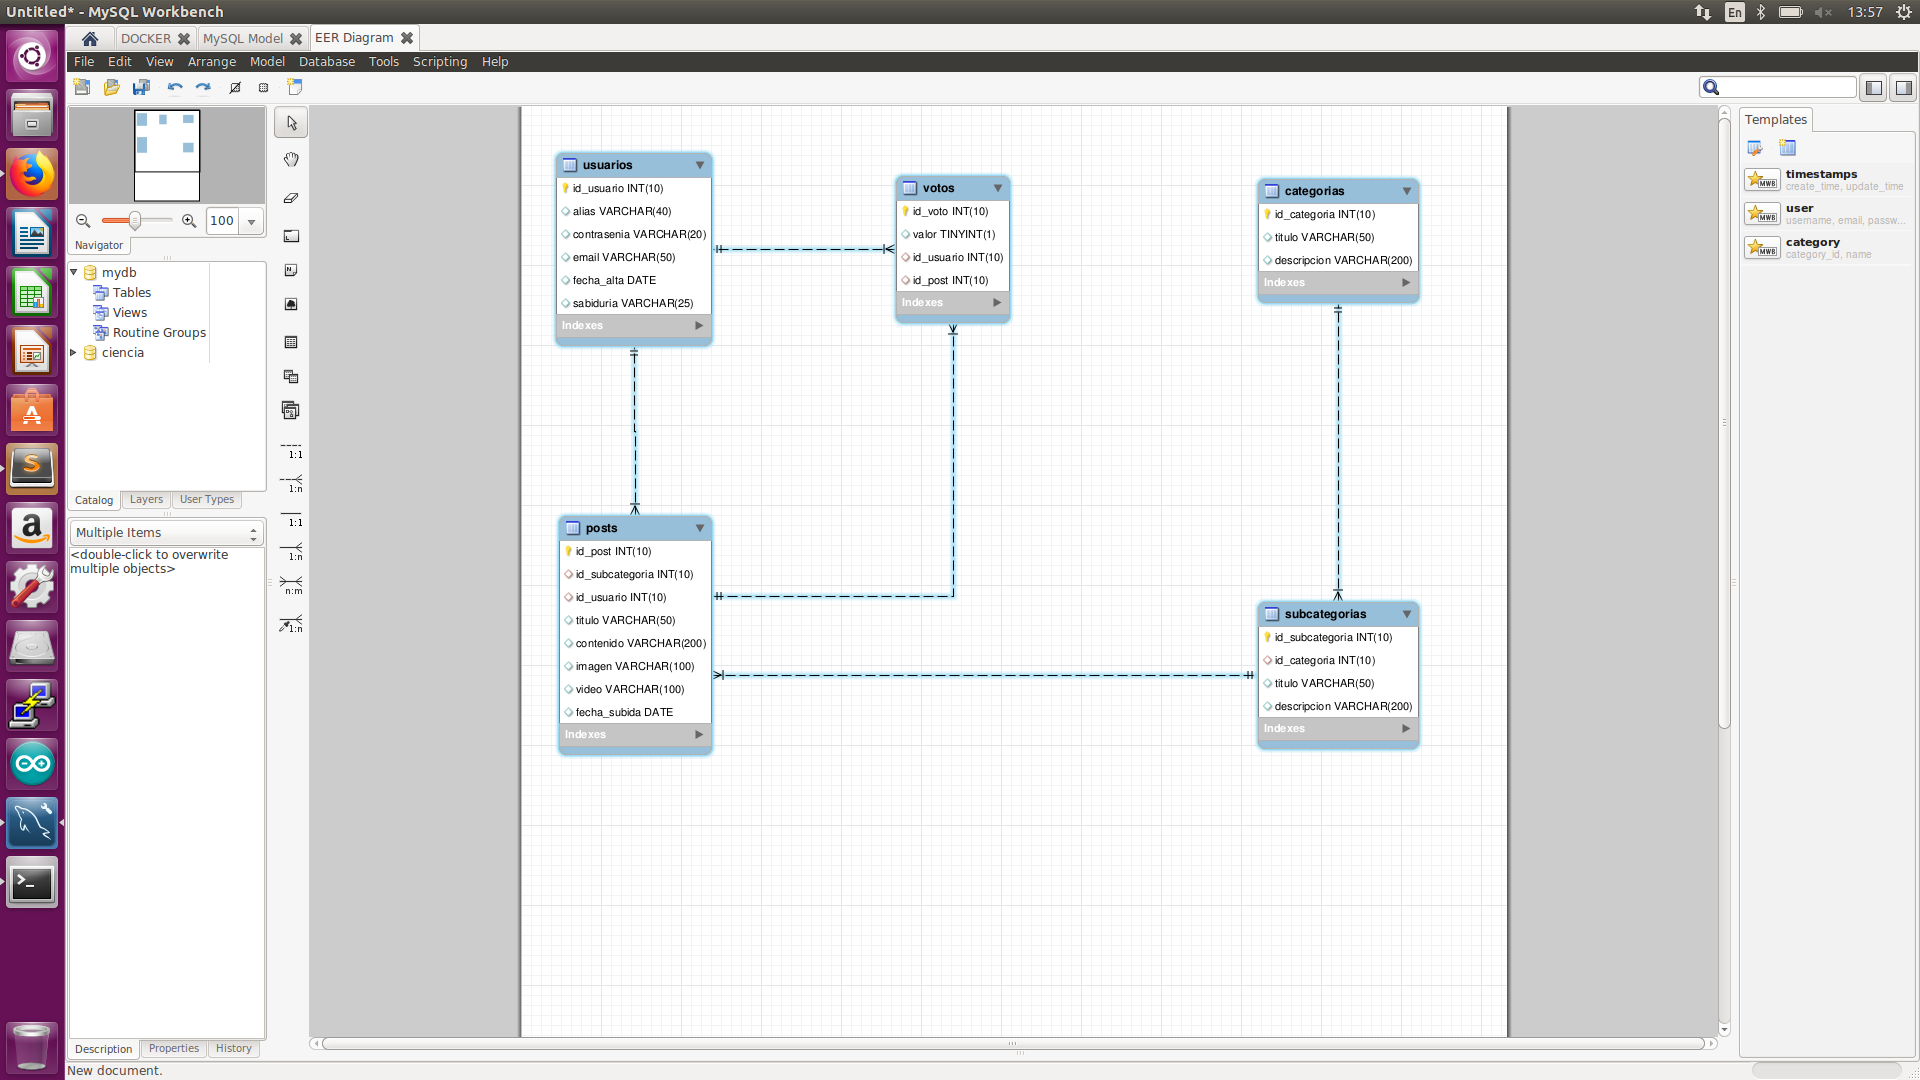 Untitled* - MySQL Workbench
En
13:57
DOCKER
MySQL Model
EER Diagram
File Edit View Arrange Model Database Tools Scripting Help
100
Navigator
mydb
Tables
Views
Routine Groups
ciencia
Catalog Layers User Types
Multiple Items
<double-click to overwrite
multiple objects>
Description Properties History
New document.
1:1
1:n
1:1
1:n
n:m
1:n
usuarios
id_usuario INT(10)
alias VARCHAR(40)
contrasenia VARCHAR(20)
email VARCHAR(50)
fecha_alta DATE
sabiduria VARCHAR(25)
Indexes
votos
id_voto INT(10)
valor TINYINT(1)
id_usuario INT(10)
id_post INT(10)
Indexes
categorias
id_categoria INT(10)
titulo VARCHAR(50)
descripcion VARCHAR(200)
Indexes
posts
id_post INT(10)
id_subcategoria INT(10)
id_usuario INT(10)
titulo VARCHAR(50)
contenido VARCHAR(200)
imagen VARCHAR(100)
video VARCHAR(100)
fecha_subida DATE
Indexes
subcategorias
id_subcategoria INT(10)
id_categoria INT(10)
titulo VARCHAR(50)
descripcion VARCHAR(200)
Indexes
Templates
MWB
timestamps
create_time, update_time
MWB
user
username, email, passw...
MWB
category
category_id, name